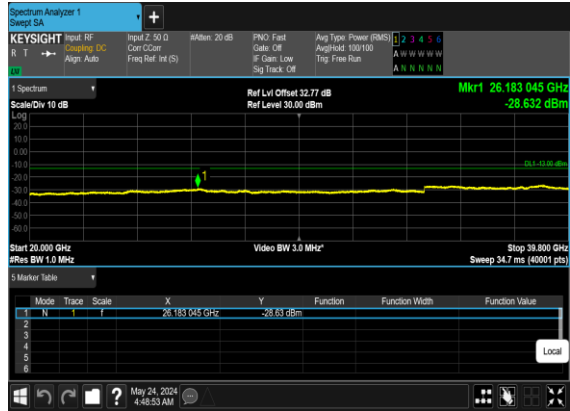 Spectrum Analyzer 1
Swept SA
KEYSIGHT
R T
Input: RF
Coupling: DC
Align: Auto
Input Z: 50 Ω
Corr CCorr
Freq Ref: Int (S)
#Atten: 20 dB
PNO: Fast
Gate: Off
IF Gain: Low
Sig Track: Off
Avg Type: Power (RMS)
Avg|Hold: 100/100
Trig: Free Run
1 2 3 4 5 6
A W W W W W
A N N N N N
1 Spectrum
Scale/Div 10 dB
Ref Lvl Offset 32.77 dB
Ref Level 30.00 dBm
Mkr1 26.183 045 GHz
-28.632 dBm
Log
20.0
10.0
0.00
-10.0
-20.0
-30.0
-40.0
-50.0
-60.0
1
DL1 -13.00 dBm
Start 20.000 GHz
#Res BW 1.0 MHz
Video BW 3.0 MHz*
Stop 39.800 GHz
Sweep 34.7 ms (40001 pts)
5 Marker Table
Mode Trace Scale X Y Function Function Width Function Value
1 N 1 f 26.183 045 GHz -28.63 dBm
2
3
4
5
6
Local
May 24, 2024
4:48:53 AM